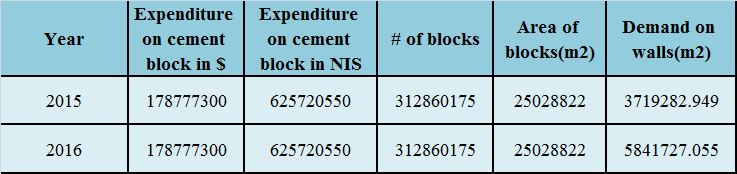 Year Expenditure on cement block in $ Expenditure on cement block in NIS # of blocks Area of blocks(m2) Demand on walls(m2)
2015 178777300 625720550 312860175 25028822 3719282.949
2016 178777300 625720550 312860175 25028822 5841727.055